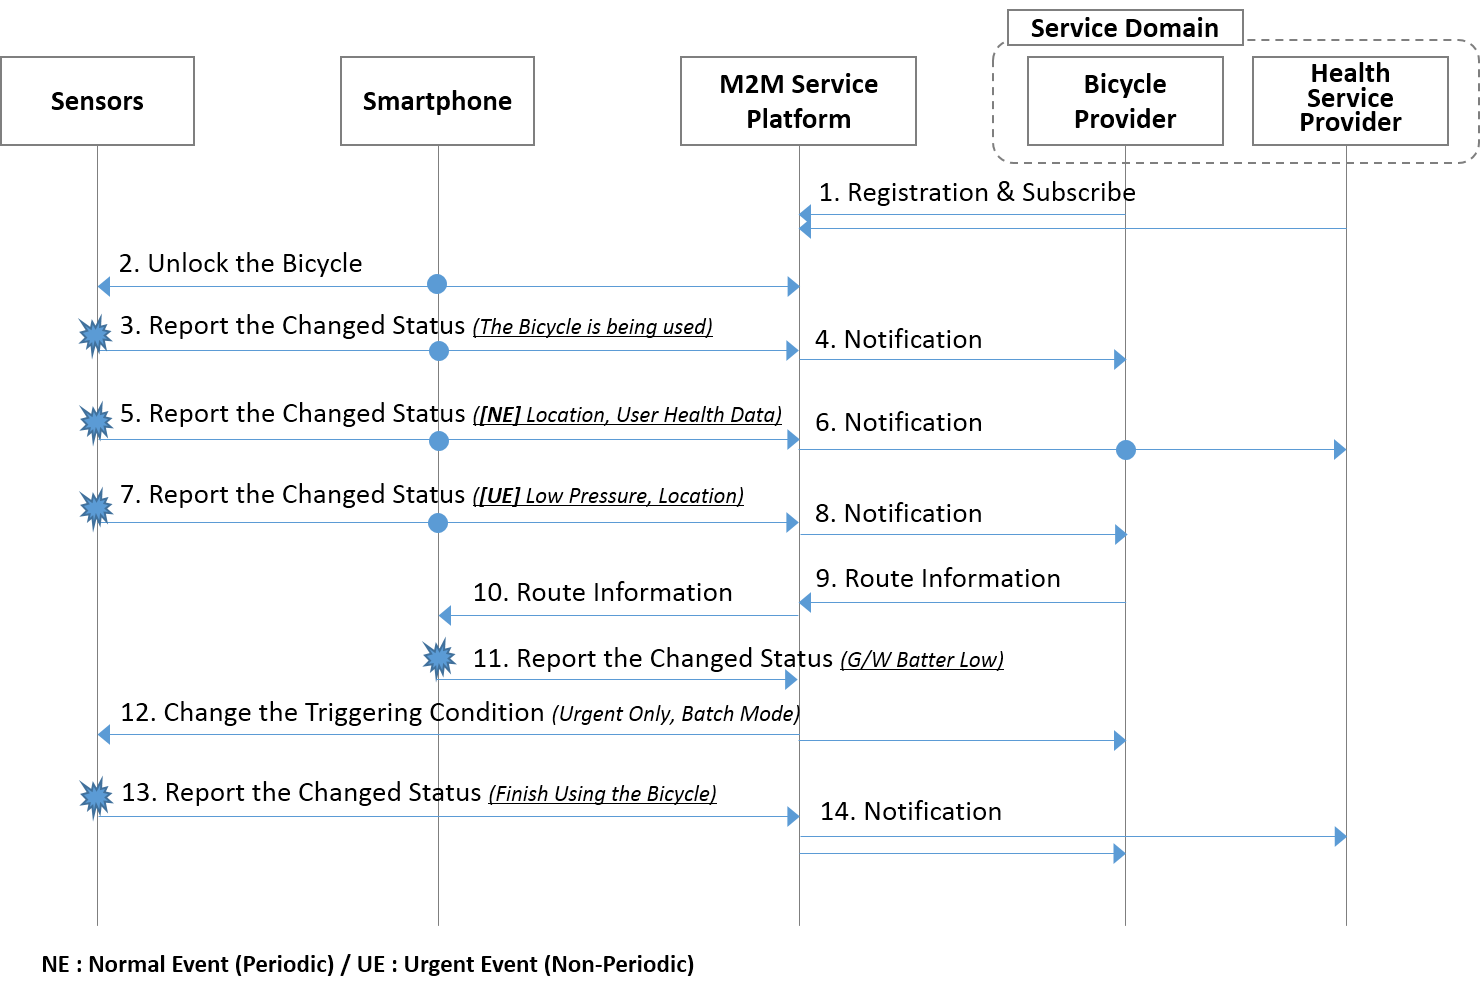 Service Domain
Sensors
Smartphone
M2M Service
Platform
Bicycle
Provider
Health
Service
Provider
1. Registration & Subscribe
2. Unlock the Bicycle
3. Report the Changed Status (The Bicycle is being used)
4. Notification
5. Report the Changed Status ([NE] Location, User Health Data)
6. Notification
7. Report the Changed Status ([UE] Low Pressure, Location)
8. Notification
9. Route Information
10. Route Information
11. Report the Changed Status (G/W Batter Low)
12. Change the Triggering Condition (Urgent Only, Batch Mode)
13. Report the Changed Status (Finish Using the Bicycle)
14. Notification
NE : Normal Event (Periodic) / UE : Urgent Event (Non-Periodic)